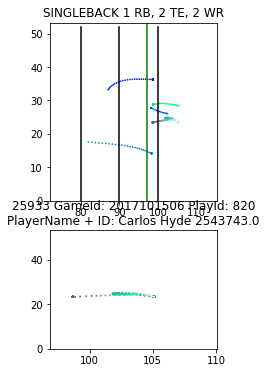 SINGLEBACK 1 RB, 2 TE, 2 WR
50
40
30
20
10
0
80 90 100 110
25933 GameId: 2017101506 PlayId: 820
PlayerName + ID: Carlos Hyde 2543743.0
40
20
0
100 105 110